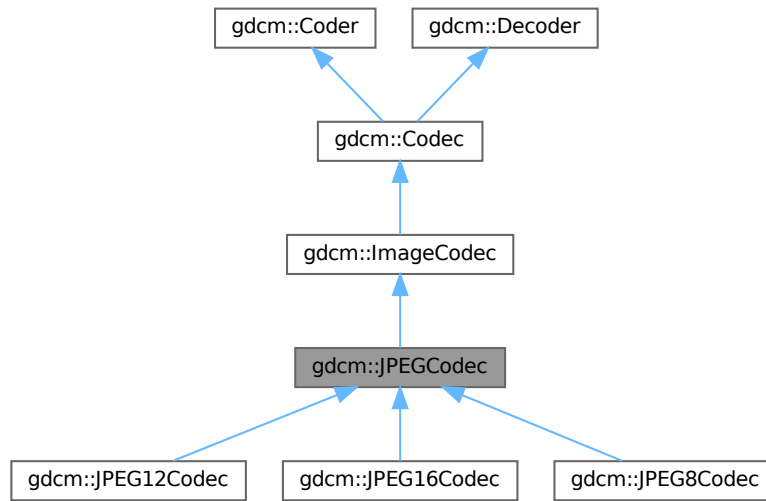 gdcm::Coder
gdcm::Decoder
gdcm::Codec
gdcm::ImageCodec
gdcm::JPEGCodec
gdcm::JPEG12Codec
gdcm::JPEG16Codec
gdcm::JPEG8Codec